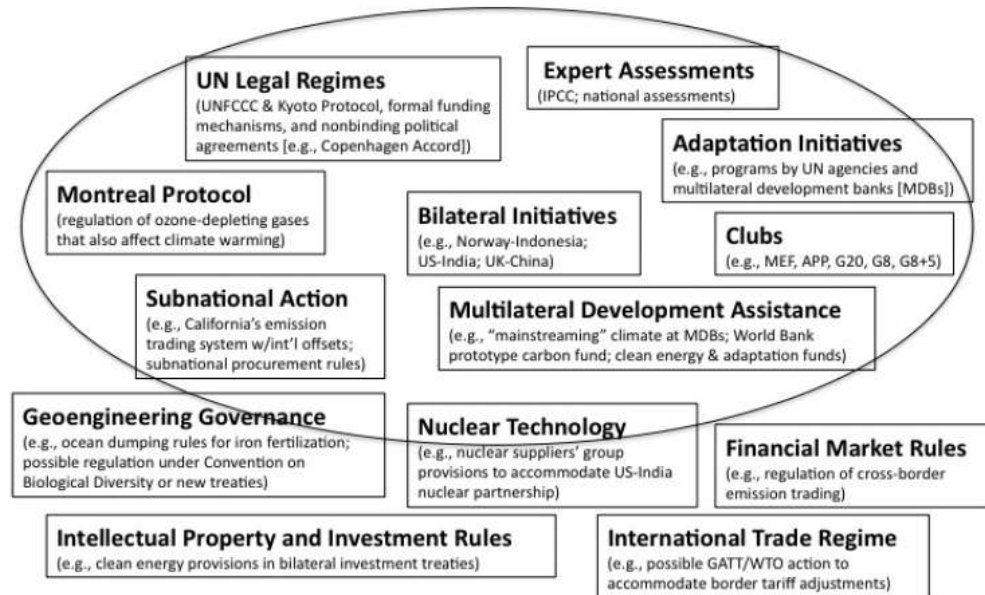 UN Legal Regimes
(UNFCCC & Kyoto Protocol, formal funding
mechanisms, and nonbinding political
agreements [e.g., Copenhagen Accord])
Expert Assessments
(IPCC; national assessments)
Adaptation Initiatives
(e.g., programs by UN agencies and
multilateral development banks [MDBs])
Montreal Protocol
(regulation of ozone-depleting gases
that also affect climate warming)
Bilateral Initiatives
(e.g., Norway-Indonesia;
US-India; UK-China)
Clubs
(e.g., MEF, APP, G20, G8, G8+5)
Subnational Action
(e.g., California's emission
trading system w/int'l offsets;
subnational procurement rules)
Multilateral Development Assistance
(e.g., "mainstreaming" climate at MDBs; World Bank
prototype carbon fund; clean energy & adaptation funds)
Geoengineering Governance
(e.g., ocean dumping rules for iron fertilization;
possible regulation under Convention on
Biological Diversity or new treaties)
Nuclear Technology
(e.g., nuclear suppliers' group
provisions to accommodate US-India
nuclear partnership)
Financial Market Rules
(e.g., regulation of cross-border
emission trading)
Intellectual Property and Investment Rules
(e.g., clean energy provisions in bilateral investment treaties)
International Trade Regime
(e.g., possible GATT/WTO action to
accommodate border tariff adjustments)